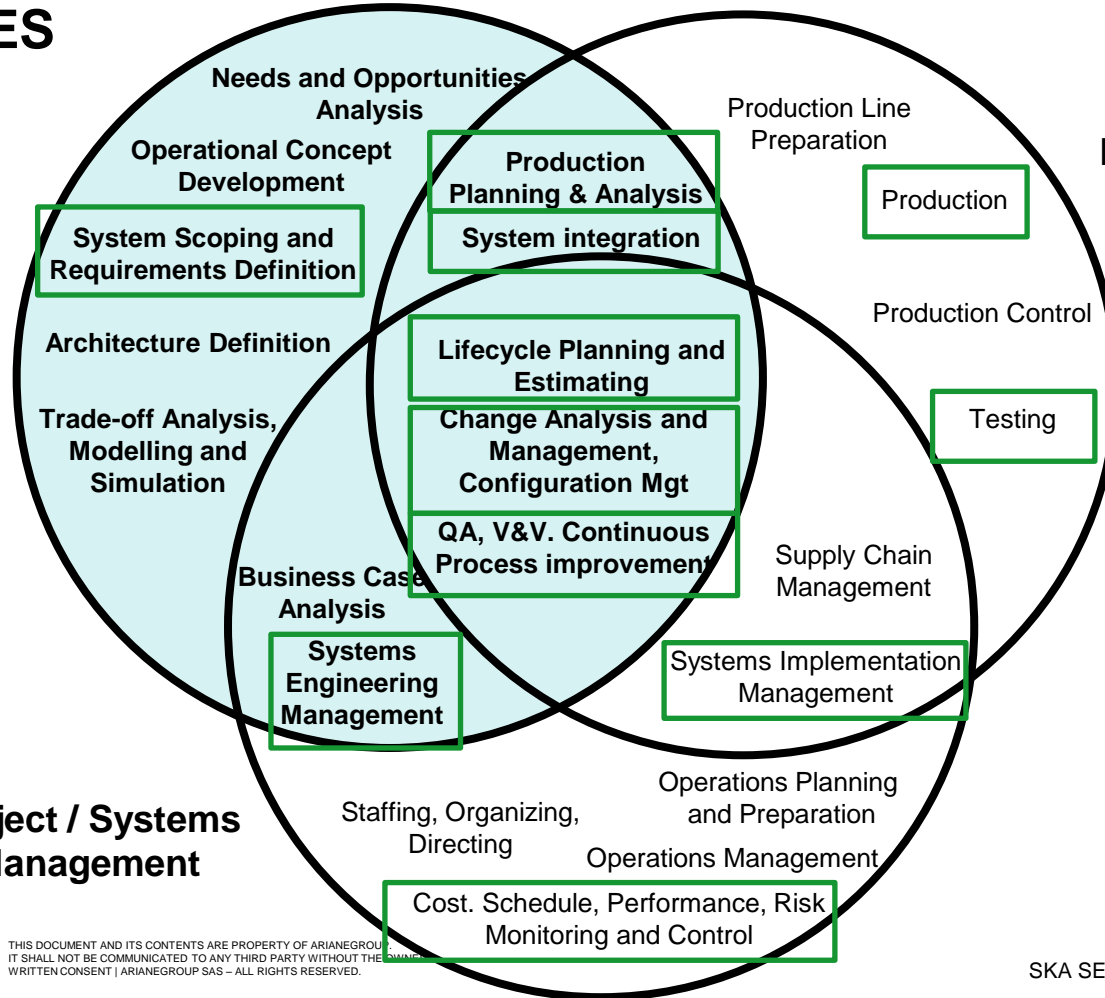 ES
Needs and Opportunities
Analysis
Operational Concept
Development
System Scoping and
Requirements Definition
Architecture Definition
Trade-off Analysis,
Modelling and
Simulation
Production
Planning & Analysis
System integration
Production Line
Preparation
Production
Production Control
Testing
Lifecycle Planning and
Estimating
Change Analysis and
Management,
Configuration Mgt
QA, V&V. Continuous
Process improvement
Business Case
Analysis
Systems
Engineering
Management
Supply Chain
Management
Systems Implementation
Management
ject / Systems
anagement
Staffing, Organizing,
Directing
Operations Planning
and Preparation
Operations Management
Cost. Schedule, Performance, Risk
Monitoring and Control
THIS DOCUMENT AND ITS CONTENTS ARE PROPERTY OF ARIANEGROUP.
IT SHALL NOT BE COMMUNICATED TO ANY THIRD PARTY WITHOUT THE OWNER
WRITTEN CONSENT | ARIANEGROUP SAS – ALL RIGHTS RESERVED.
SKA SE